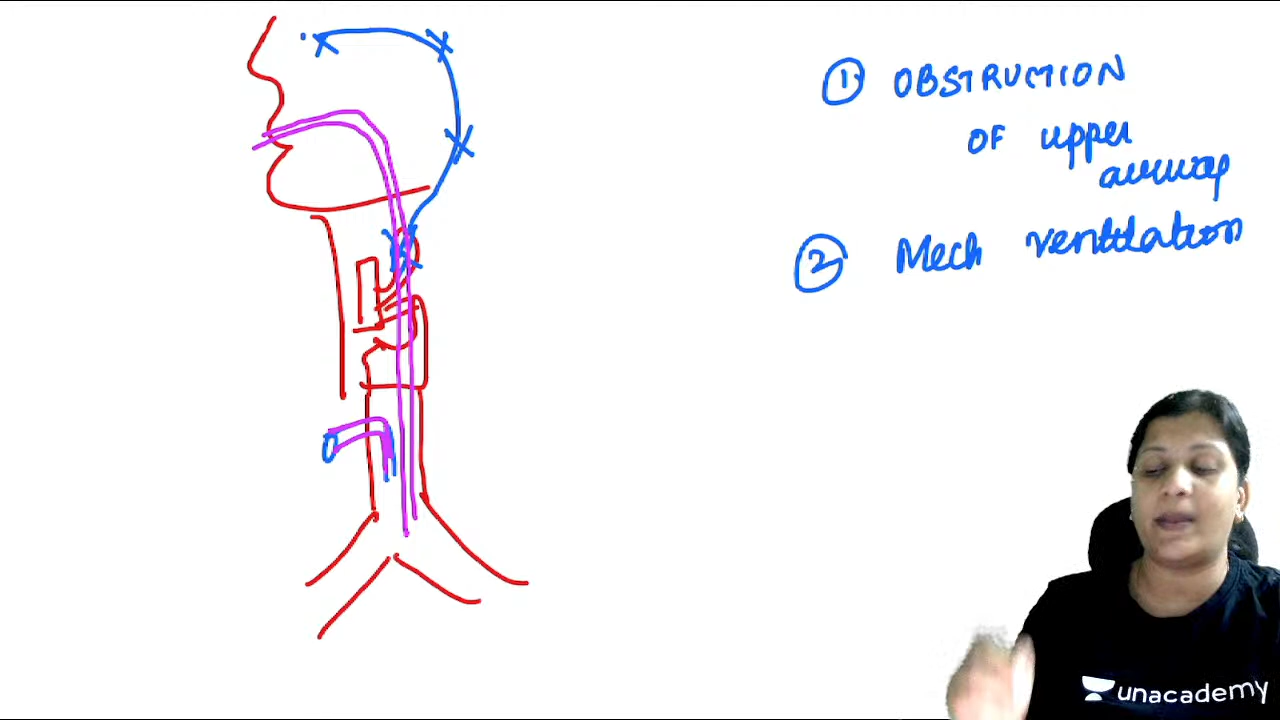 ① OBSTRUCTION
OF upper
airway
② Mech ventilation
unacademy